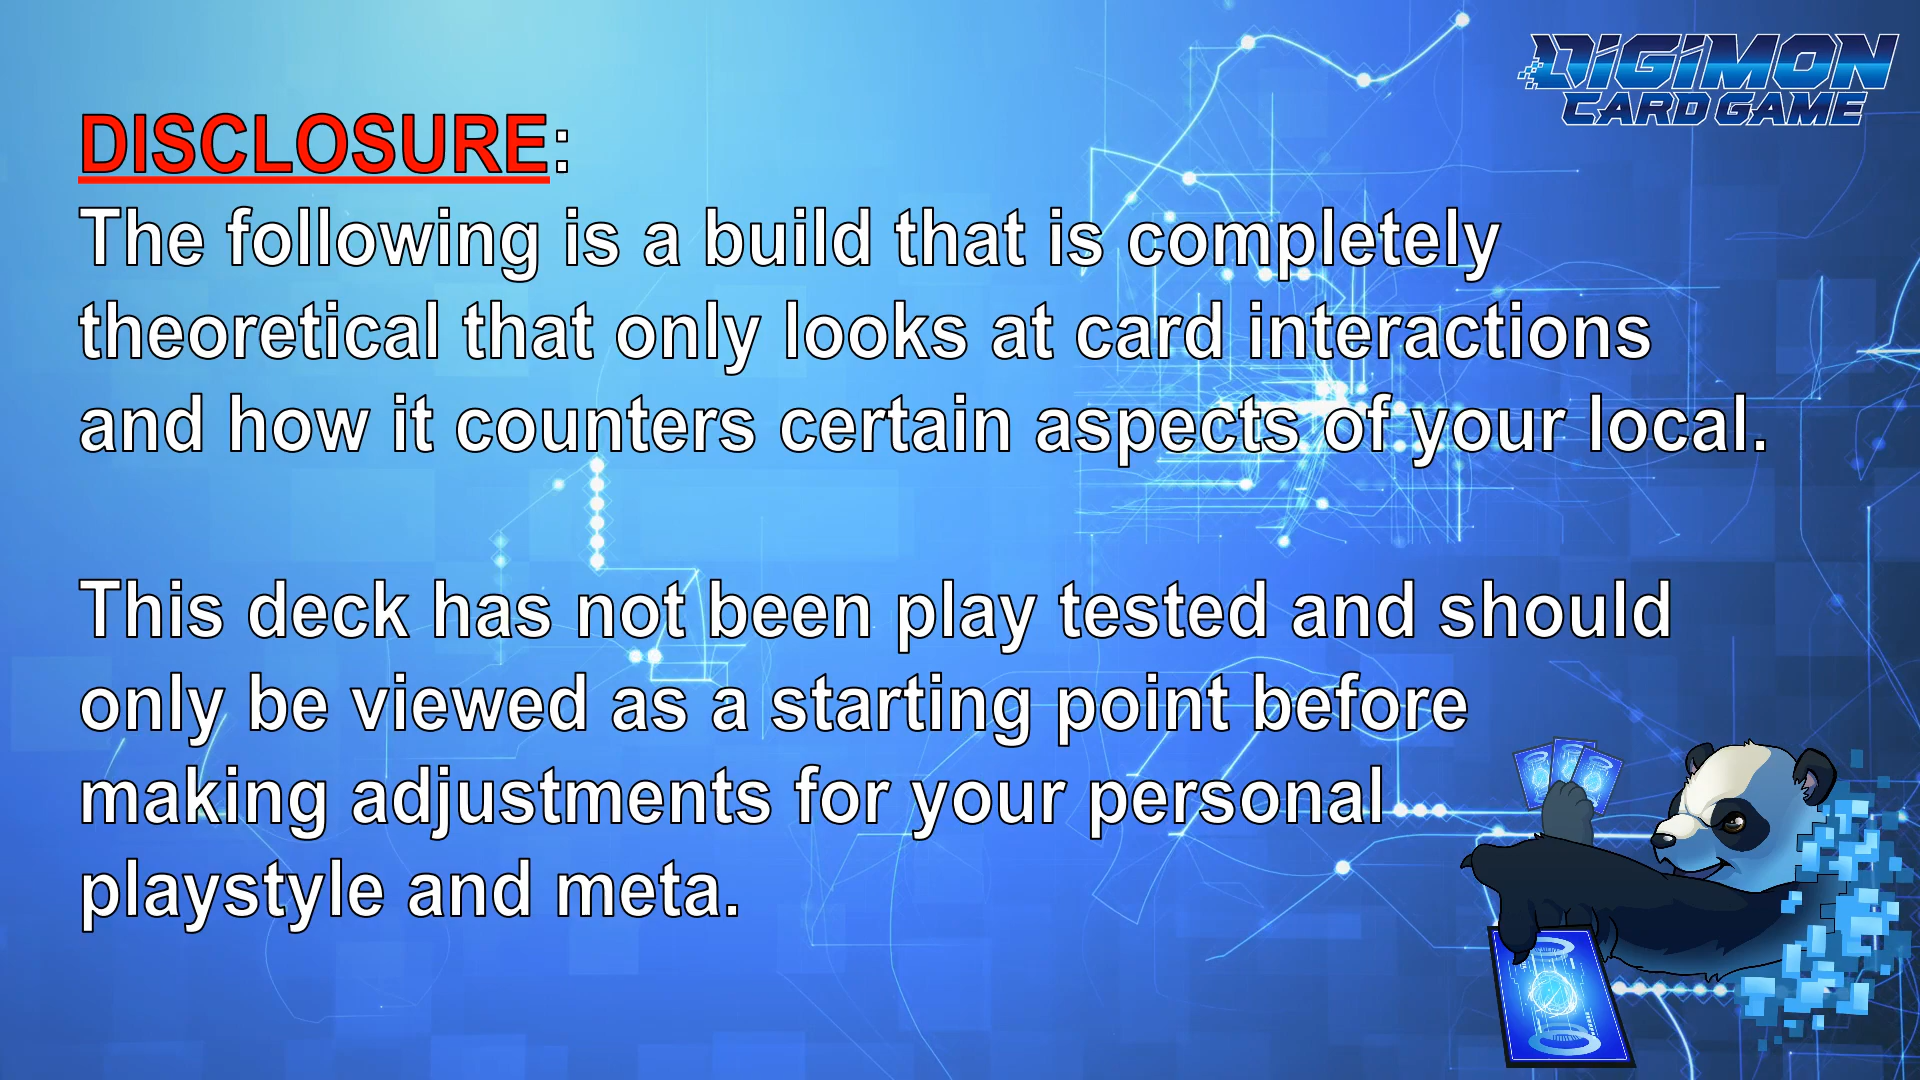 DIGIMON
CARD GAME
DISCLOSURE:
The following is a build that is completely
theoretical that only looks at card interactions
and how it counters certain aspects of your local.
This deck has not been play tested and should
only be viewed as a starting point before
making adjustments for your personal
playstyle and meta.